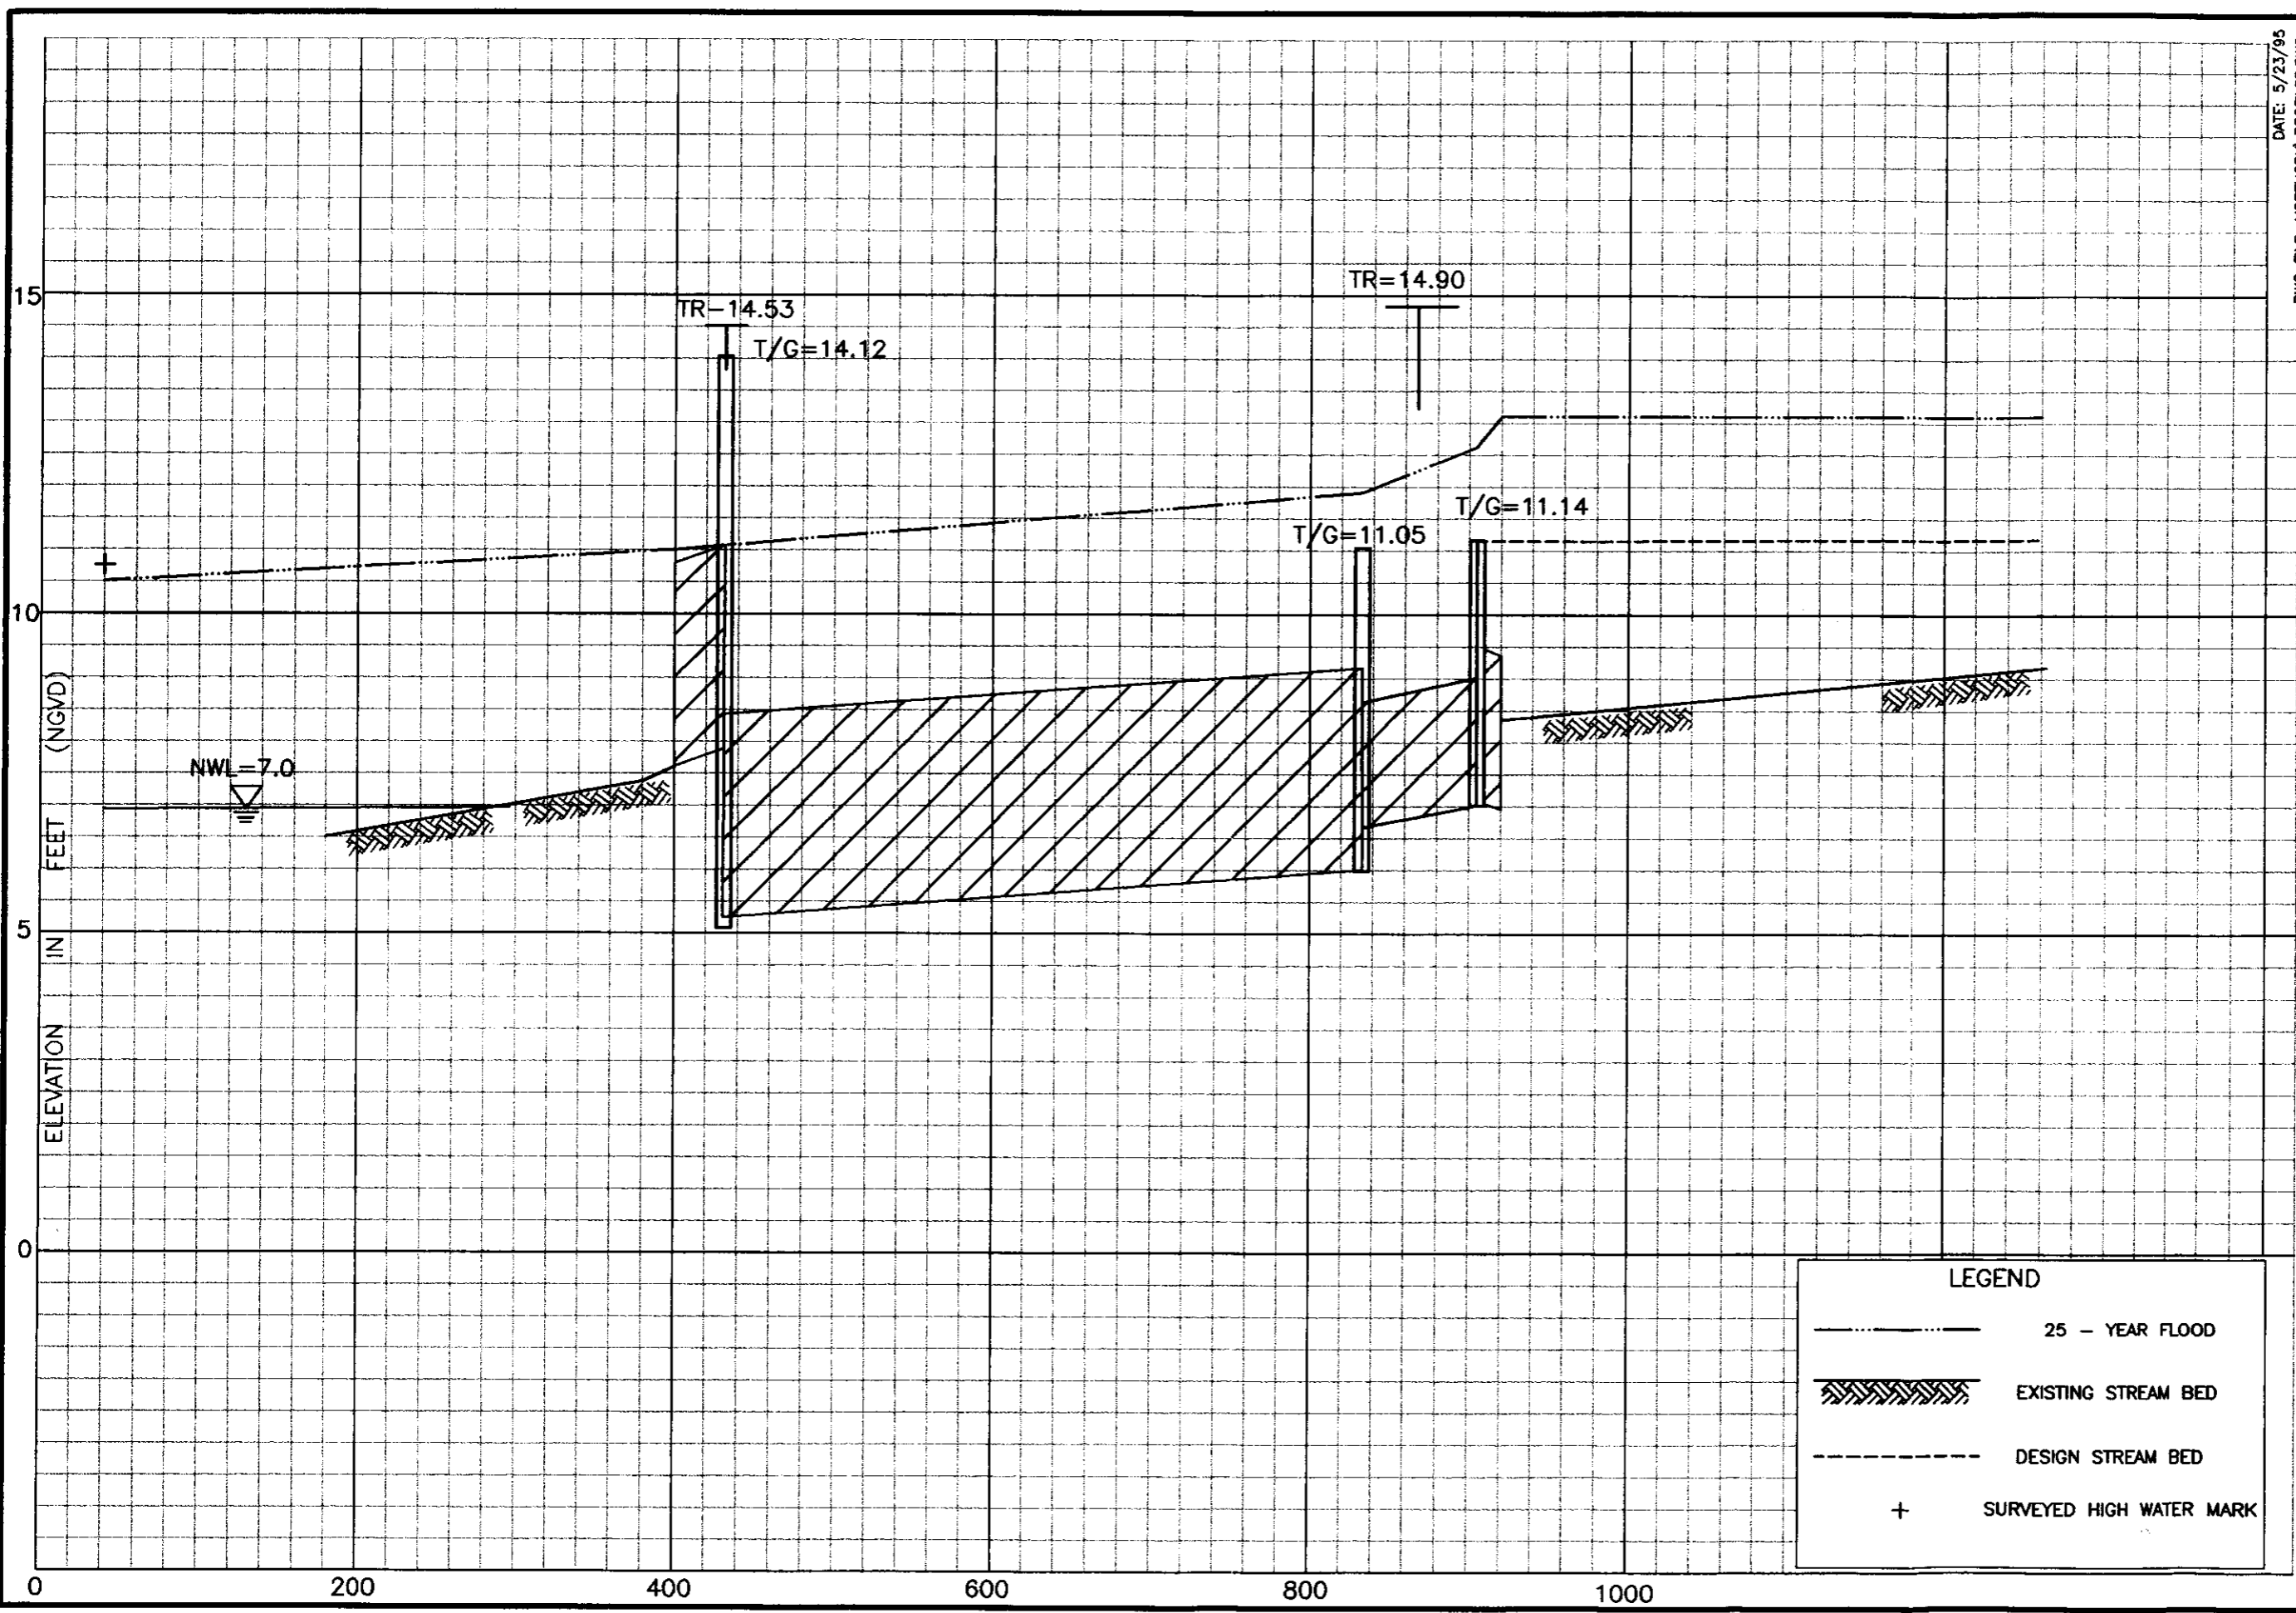 DATE: 5/23/95
15
TR-14.53
T/G=14.12
TR=14.90
T/G=11.14
T/G=11.05
10
NWL=7.0
5
0
ELEVATION IN FEET (NGVD)
LEGEND
25 - YEAR FLOOD
EXISTING STREAM BED
DESIGN STREAM BED
+ SURVEYED HIGH WATER MARK
0 200 400 600 800 1000